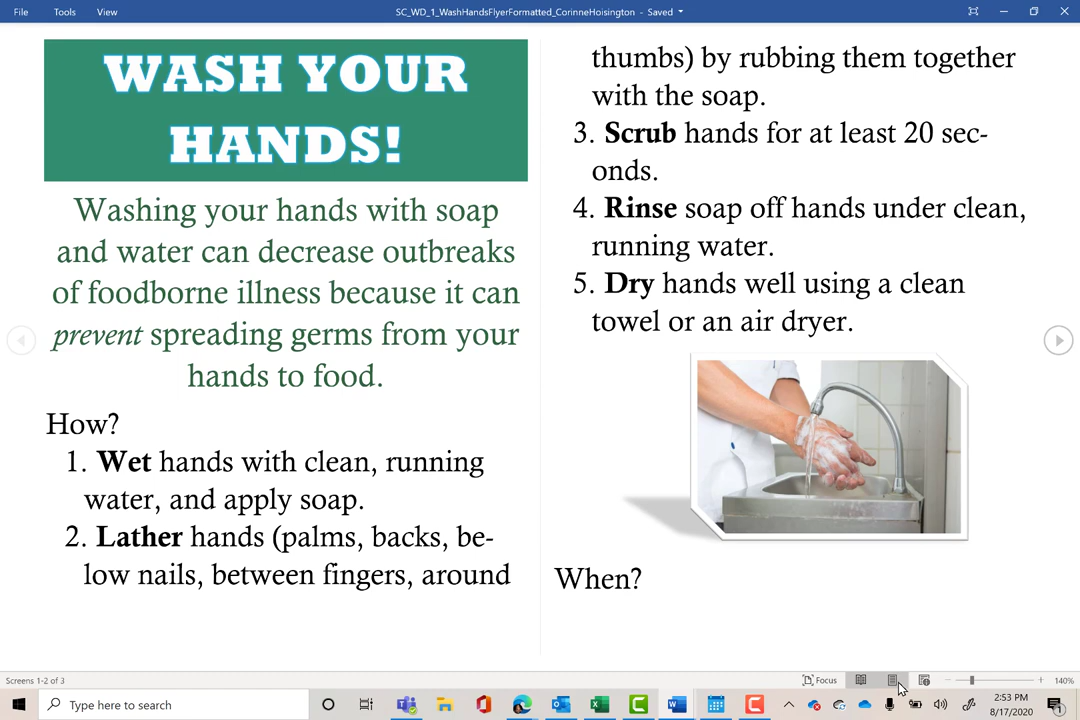 File Tools View
SC_WD_1_WashHandsFlyerFormatted_CorinneHoisington - Saved
WASH YOUR
HANDS!
Washing your hands with soap
and water can decrease outbreaks
of foodborne illness because it can
prevent spreading germs from your
hands to food.
How?
1. Wet hands with clean, running
water, and apply soap.
2. Lather hands (palms, backs, be-
low nails, between fingers, around
thumbs) by rubbing them together
with the soap.
3. Scrub hands for at least 20 sec-
onds.
4. Rinse soap off hands under clean,
running water.
5. Dry hands well using a clean
towel or an air dryer.
When?
Screens 1-2 of 3
Focus
140%
Type here to search
2:53 PM
8/17/2020
1